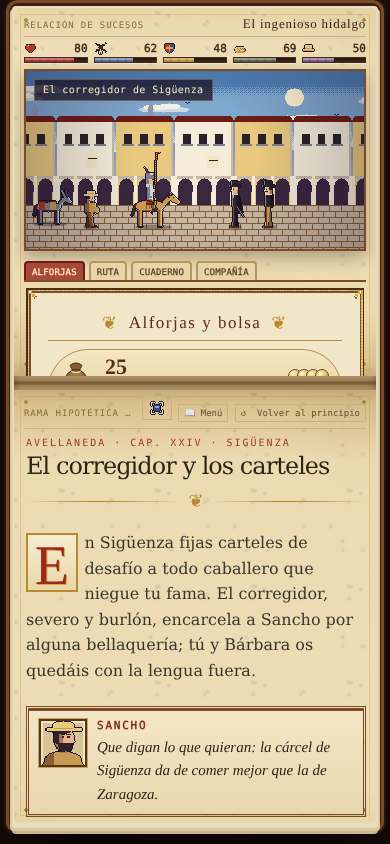 RELACIÓN DE SUCESOS
El ingenioso hidalgo
80 62 48 69 50
El corregidor de Sigüenza
ALFORJAS RUTA CUADERNO COMPAÑÍA
Alforjas y bolsa
25
RAMA HIPOTÉTICA …
Menú
↺ Volver al principio
AVELLANEDA · CAP. XXIV · SIGÜENZA
El corregidor y los carteles
En Sigüenza fijas carteles de
desafío a todo caballero que
niegue tu fama. El corregidor,
severo y burlón, encarcela a Sancho por
alguna bellaquería; tú y Bárbara os
quedáis con la lengua fuera.
SANCHO
Que digan lo que quieran: la cárcel de
Sigüenza da de comer mejor que la de
Zaragoza.